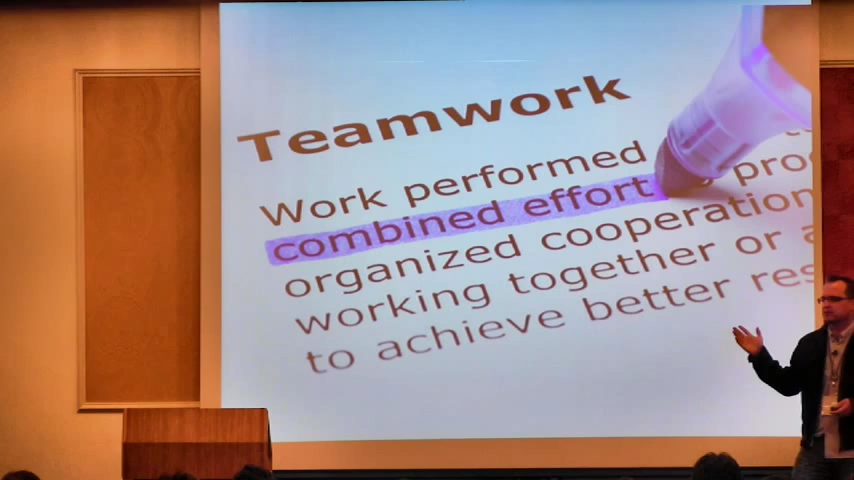 Teamwork
Work performed
combined effort
organized cooperation
working together or
to achieve better